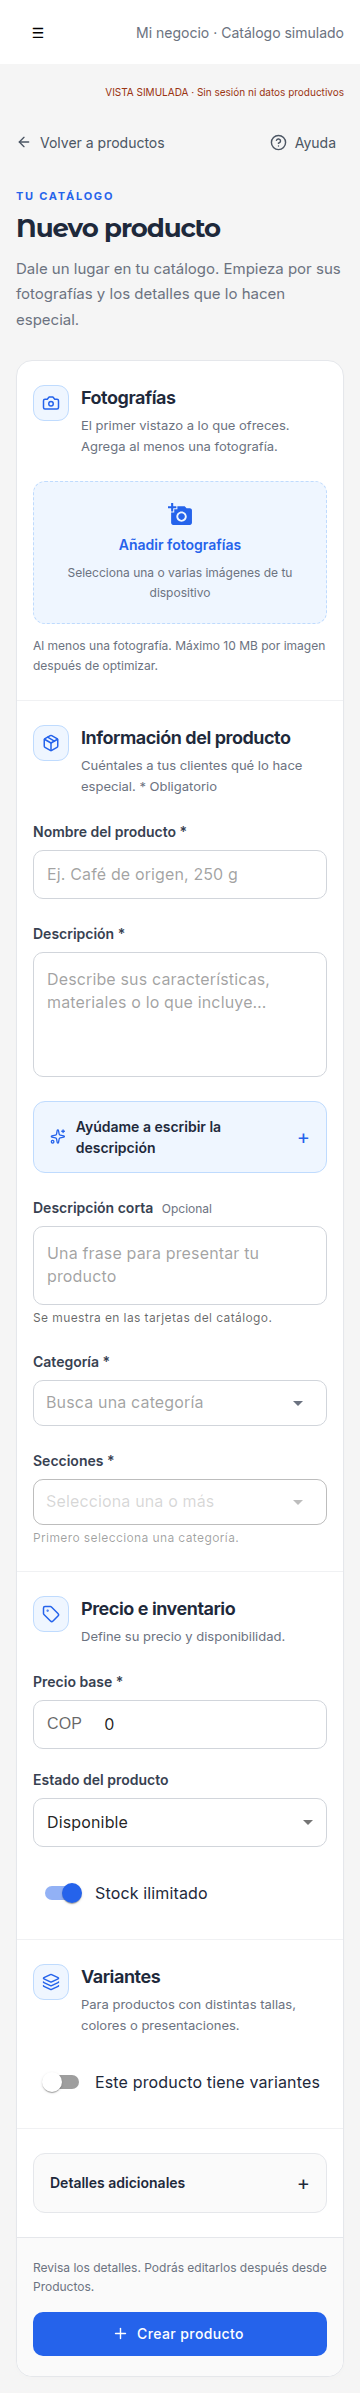 Mi negocio · Catálogo simulado
VISTA SIMULADA · Sin sesión ni datos productivos
Volver a productos
Ayuda
TU CATÁLOGO
Nuevo producto
Dale un lugar en tu catálogo. Empieza por sus
fotografías y los detalles que lo hacen
especial.
Fotografías
El primer vistazo a lo que ofreces.
Agrega al menos una fotografía.
Añadir fotografías
Selecciona una o varias imágenes de tu
dispositivo
Al menos una fotografía. Máximo 10 MB por imagen
después de optimizar.
Información del producto
Cuéntales a tus clientes qué lo hace
especial. * Obligatorio
Nombre del producto *
Ej. Café de origen, 250 g
Descripción *
Describe sus características,
materiales o lo que incluye...
Ayúdame a escribir la
descripción
+
Descripción corta Opcional
Una frase para presentar tu
producto
Se muestra en las tarjetas del catálogo.
Categoría *
Busca una categoría
Secciones *
Selecciona una o más
Primero selecciona una categoría.
Precio e inventario
Define su precio y disponibilidad.
Precio base *
COP 0
Estado del producto
Disponible
Stock ilimitado
Variantes
Para productos con distintas tallas,
colores o presentaciones.
Este producto tiene variantes
Detalles adicionales +
Revisa los detalles. Podrás editarlos después desde
Productos.
+ Crear producto